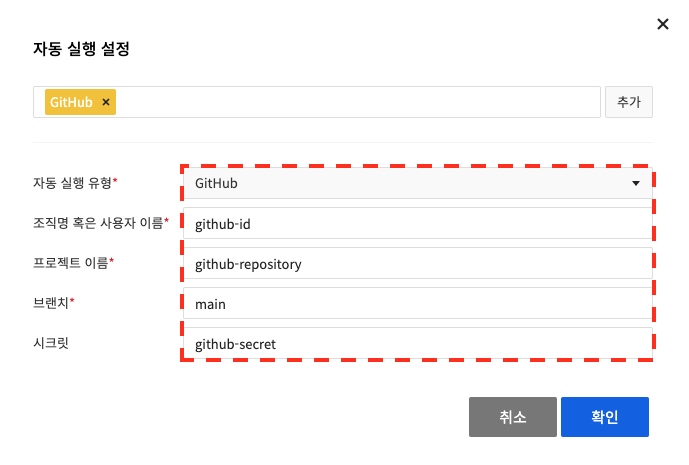 자동 실행 설정
GitHub ×
추가
자동 실행 유형* GitHub
조직명 혹은 사용자 이름* github-id
프로젝트 이름* github-repository
브랜치* main
시크릿 github-secret
취소 확인